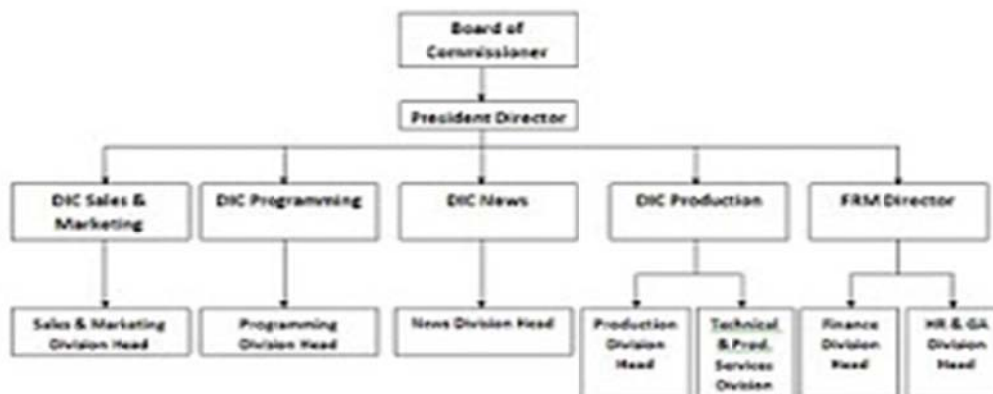 Board of
Commissioner
President Director
DIC Sales &
Marketing
DIC Programming
DIC News
DIC Production
FRM Director
Sales & Marketing
Division Head
Programming
Division Head
News Division Head
Production
Division
Head
Technical
& Prod.
Services
Division
Finance
Division
Head
HR & GA
Division
Head